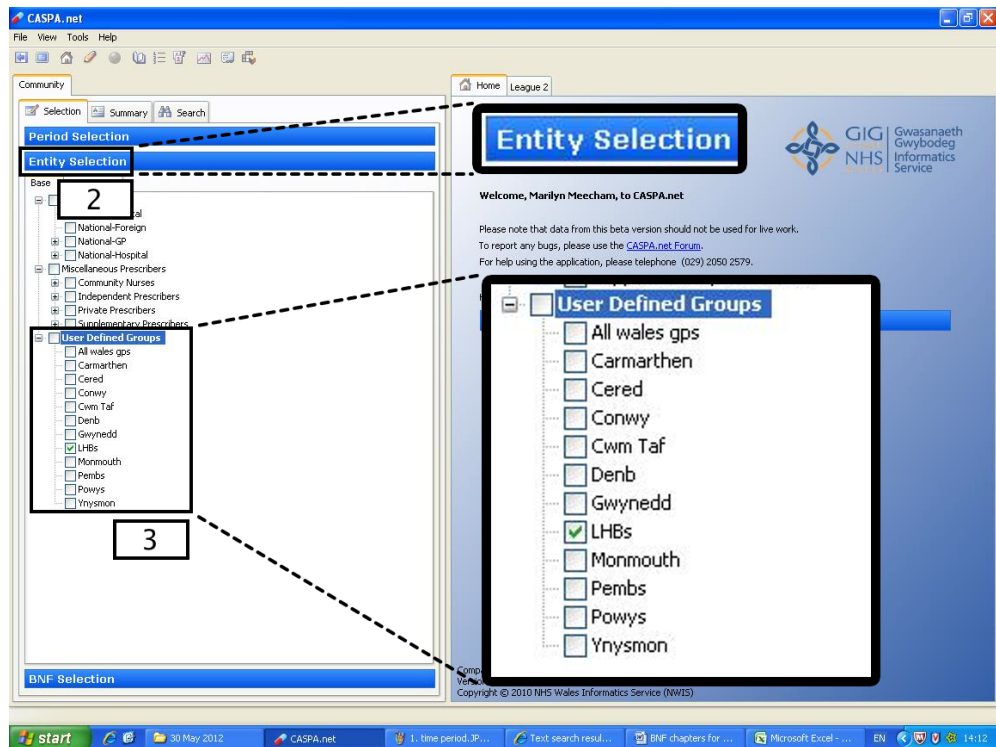 CASPA.net
File View Tools Help
Community
Home League 2
Selection Summary Search
Period Selection
Entity Selection
Base
2
National-Foreign
National-GP
National-Hospital
Miscellaneous Prescribers
Community Nurses
Independent Prescribers
Private Prescribers
Supplementary Prescribers
User Defined Groups
All wales gps
Carmarthen
Cered
Conwy
Cwm Taf
Denb
Gwynedd
LHBs
Monmouth
Pembs
Powys
Ynysmon
3
BNF Selection
Entity Selection
GIG Gwasanaeth
Gwybodeg
NHS Informatics
Service
Welcome, Marilyn Meecham, to CASPA.net
Please note that data from this beta version should not be used for live work.
To report any bugs, please use the CASPA.net Forum.
For help using the application, please telephone (029) 2050 2579.
User Defined Groups
All wales gps
Carmarthen
Cered
Conwy
Cwm Taf
Denb
Gwynedd
LHBs
Monmouth
Pembs
Powys
Ynysmon
Copyright © 2010 NHS Wales Informatics Service (NWIS)
start 30 May 2012 CASPA.net 1. time period.JP... Text search resul... BNF chapters for ... Microsoft Excel - ... EN 14:12